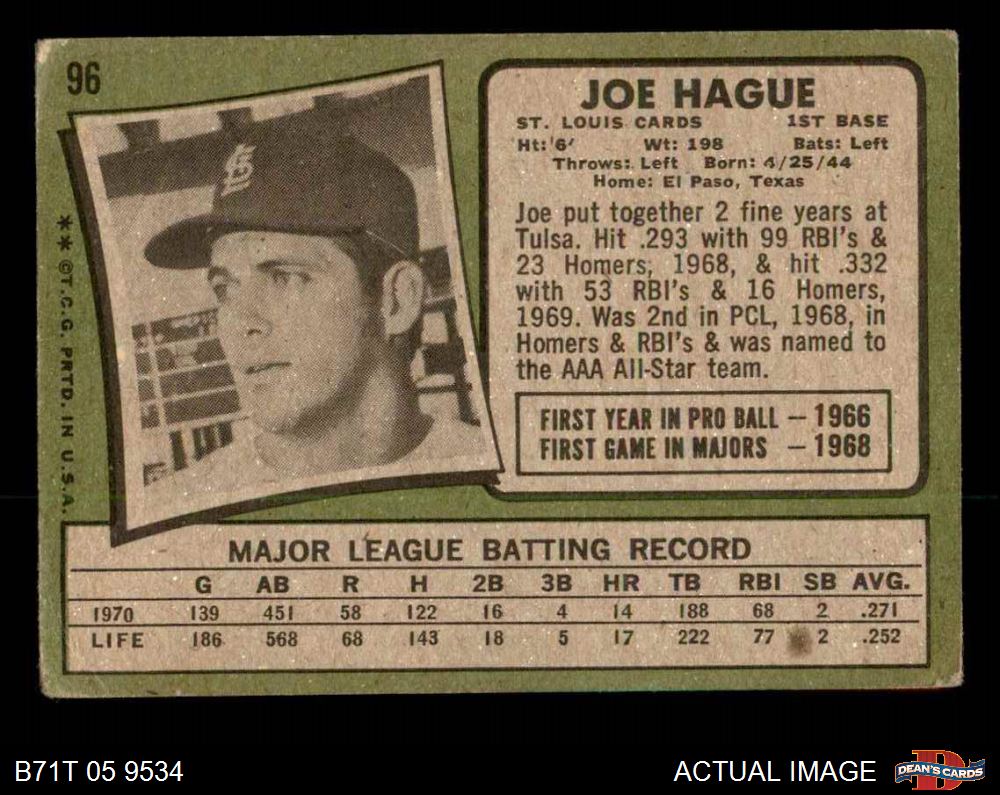 96
** ©T.C.G. PRTD. IN U.S.A.
JOE HAGUE
ST. LOUIS CARDS 1ST BASE
Ht: 6' Wt: 198 Bats: Left
Throws: Left Born: 4/25/44
Home: El Paso, Texas
Joe put together 2 fine years at
Tulsa. Hit .293 with 99 RBI's &
23 Homers, 1968, & hit .332
with 53 RBI's & 16 Homers,
1969. Was 2nd in PCL, 1968, in
Homers & RBI's & was named to
the AAA All-Star team.
FIRST YEAR IN PRO BALL — 1966
FIRST GAME IN MAJORS — 1968
MAJOR LEAGUE BATTING RECORD
G AB R H 2B 3B HR TB RBI SB AVG.
1970 139 451 58 122 16 4 14 188 68 2 .271
LIFE 186 568 68 143 18 5 17 222 77 2 .252
B71T 05 9534
ACTUAL IMAGE
DEAN'S CARDS